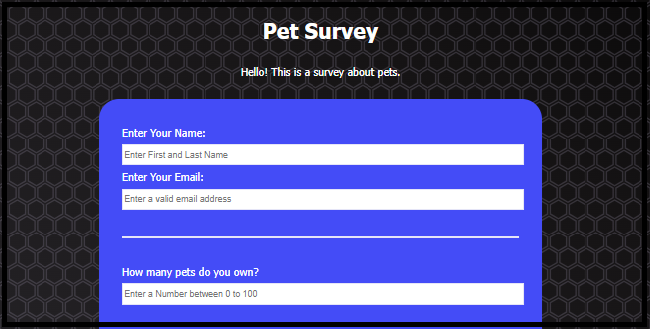 Pet Survey
Hello! This is a survey about pets.
Enter Your Name:
Enter First and Last Name
Enter Your Email:
Enter a valid email address
How many pets do you own?
Enter a Number between 0 to 100